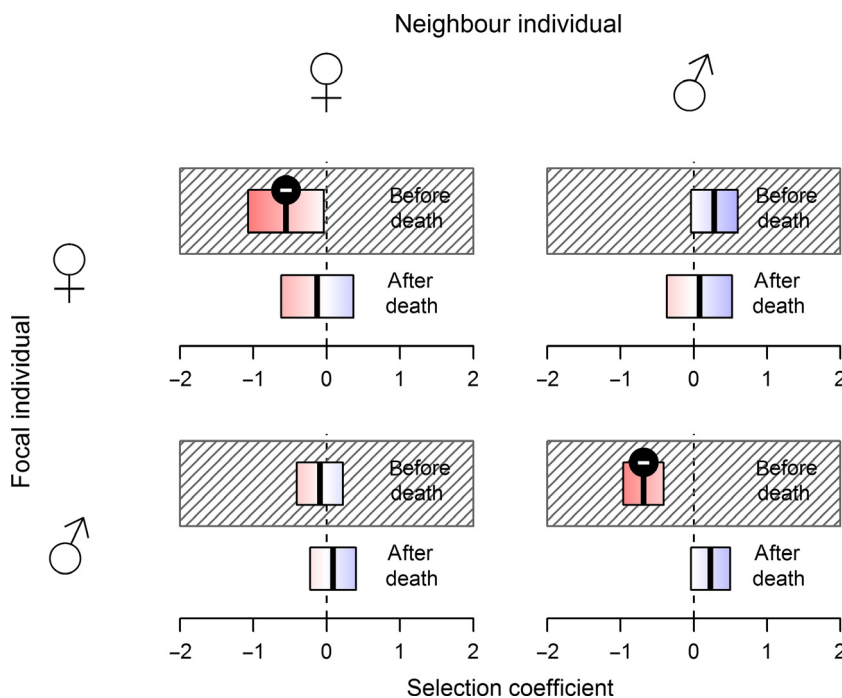 Neighbour individual
♀ ♂
Focal individual
♀
Before
death
After
death
−2 −1 0 1 2
Before
death
After
death
−2 −1 0 1 2
♂
Before
death
After
death
−2 −1 0 1 2
Before
death
After
death
−2 −1 0 1 2
Selection coefficient